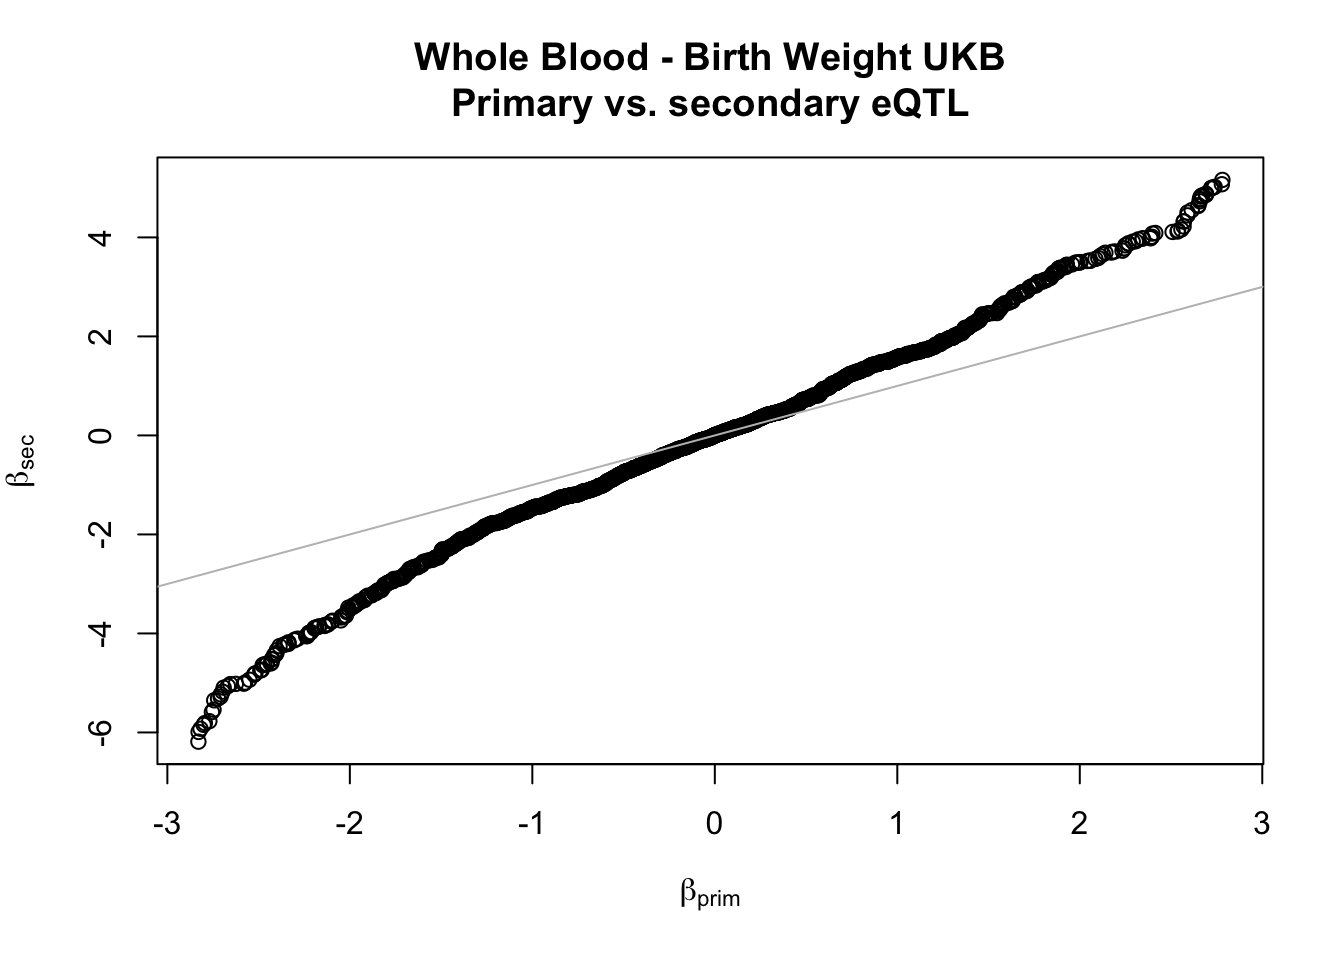 Whole Blood - Birth Weight UKB
Primary vs. secondary eQTL
4
2
0
-2
-4
-6
βsec
-3 -2 -1 0 1 2 3
βprim